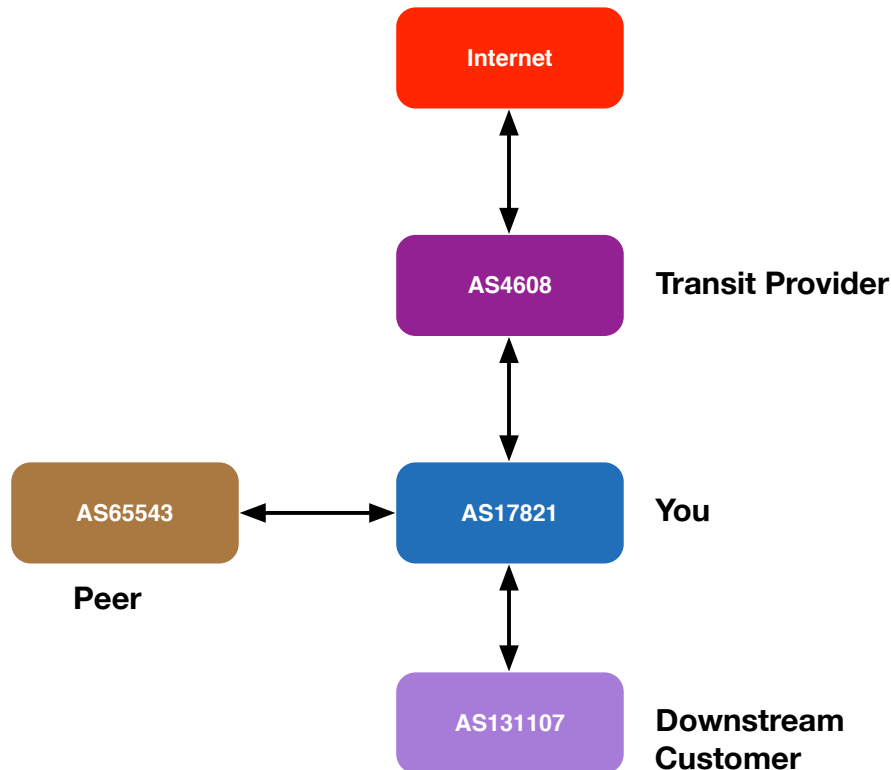 Internet
AS4608
Transit Provider
AS65543
AS17821
You
Peer
AS131107
Downstream
Customer